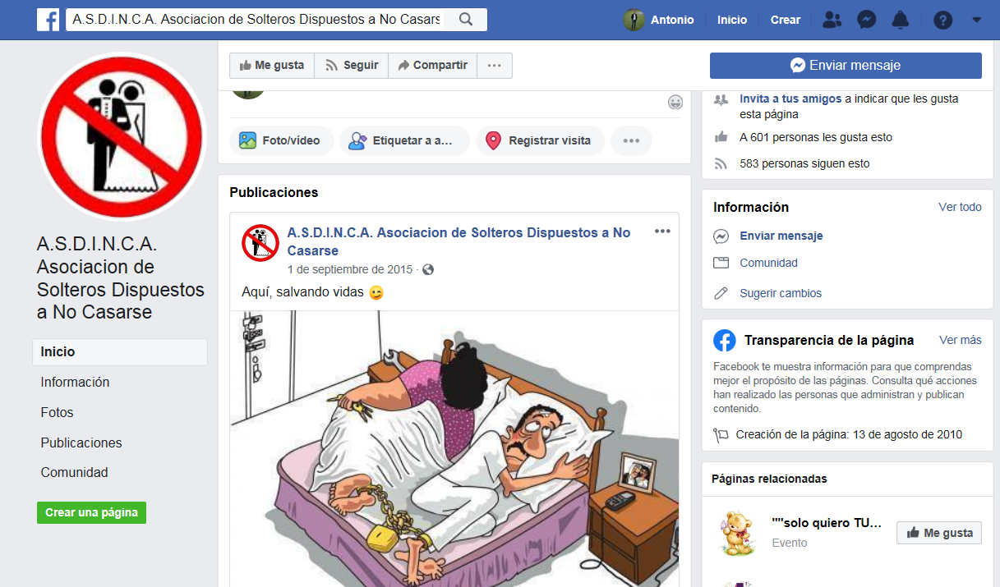 A.S.D.I.N.C.A. Asociacion de Solteros Dispuestos a No Casars
Antonio
Inicio
Crear
Me gusta
Seguir
Compartir
Enviar mensaje
A.S.D.I.N.C.A.
Asociacion de
Solteros Dispuestos
a No Casarse
Inicio
Información
Fotos
Publicaciones
Comunidad
Crear una página
Foto/vídeo
Etiquetar a a...
Registrar visita
Publicaciones
A.S.D.I.N.C.A. Asociacion de Solteros Dispuestos a No
Casarse
1 de septiembre de 2015 ·
Aquí, salvando vidas 😉
Invita a tus amigos a indicar que les gusta
esta página
A 601 personas les gusta esto
583 personas siguen esto
Información
Ver todo
Enviar mensaje
Comunidad
Sugerir cambios
Transparencia de la página
Ver más
Facebook te muestra información para que comprendas
mejor el propósito de las páginas. Consulta qué acciones
han realizado las personas que administran y publican
contenido.
Creación de la página: 13 de agosto de 2010
Páginas relacionadas
""solo quiero TU...
Evento
Me gusta